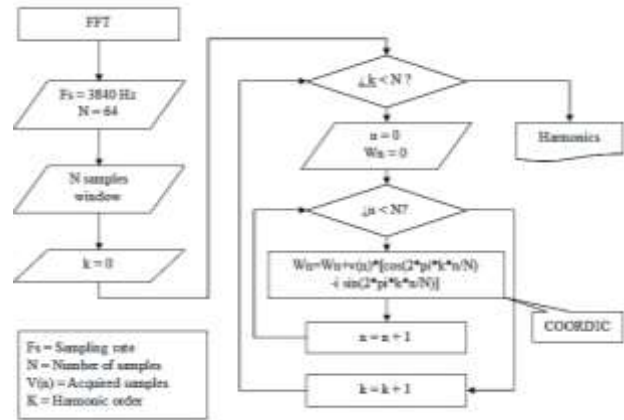 FFT
Fs = 3840 Hz
N = 64
N samples
window
k = 0
¿k < N ?
n = 0
Wn = 0
Harmonics
¿n < N?
Wn=Wn+v(n)*[cos(2*pi*k*n/N)
-i sin(2*pi*k*n/N)]
COORDIC
n = n + 1
k = k + 1
Fs = Sampling rate
N = Number of samples
V(n) = Acquired samples
K = Harmonic order